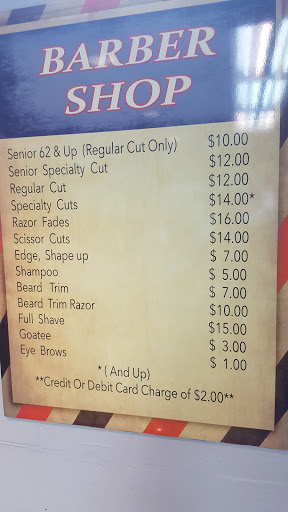 BARBER
SHOP
Senior 62 & Up (Regular Cut Only) $10.00
Senior Specialty Cut $12.00
Regular Cut $12.00
Specialty Cuts $14.00*
Razor Fades $16.00
Scissor Cuts $14.00
Edge, Shape up $ 7.00
Shampoo $ 5.00
Beard Trim $ 7.00
Beard Trim Razor $10.00
Full Shave $15.00
Goatee $ 3.00
Eye Brows $ 1.00
* ( And Up)
**Credit Or Debit Card Charge of $2.00**